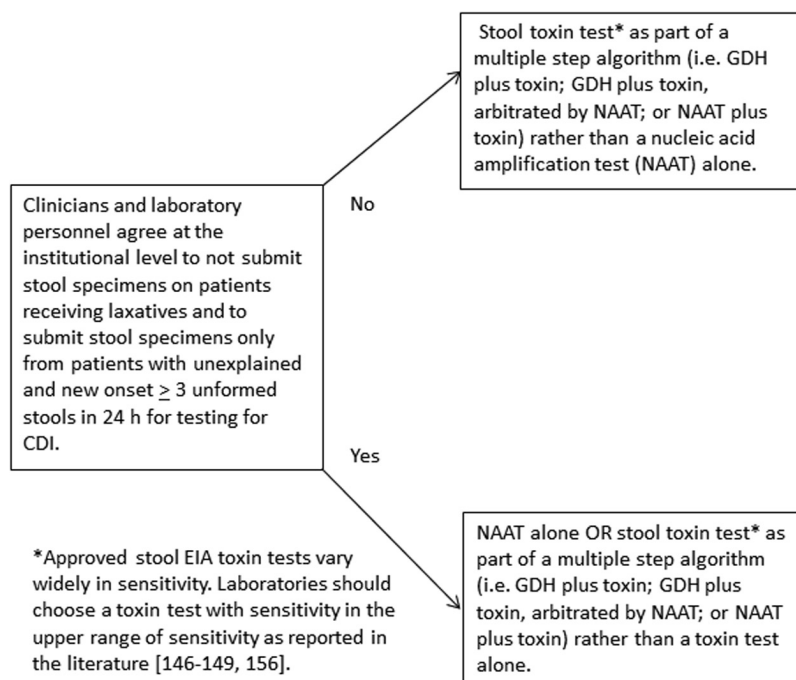 Stool toxin test* as part of a
multiple step algorithm (i.e. GDH
plus toxin; GDH plus toxin,
arbitrated by NAAT; or NAAT plus
toxin) rather than a nucleic acid
amplification test (NAAT) alone.
No
Clinicians and laboratory
personnel agree at the
institutional level to not submit
stool specimens on patients
receiving laxatives and to
submit stool specimens only
from patients with unexplained
and new onset ≥ 3 unformed
stools in 24 h for testing for
CDI.
Yes
NAAT alone OR stool toxin test* as
part of a multiple step algorithm
(i.e. GDH plus toxin; GDH plus
toxin, arbitrated by NAAT; or NAAT
plus toxin) rather than a toxin test
alone.
*Approved stool EIA toxin tests vary
widely in sensitivity. Laboratories should
choose a toxin test with sensitivity in the
upper range of sensitivity as reported in
the literature [146-149, 156].